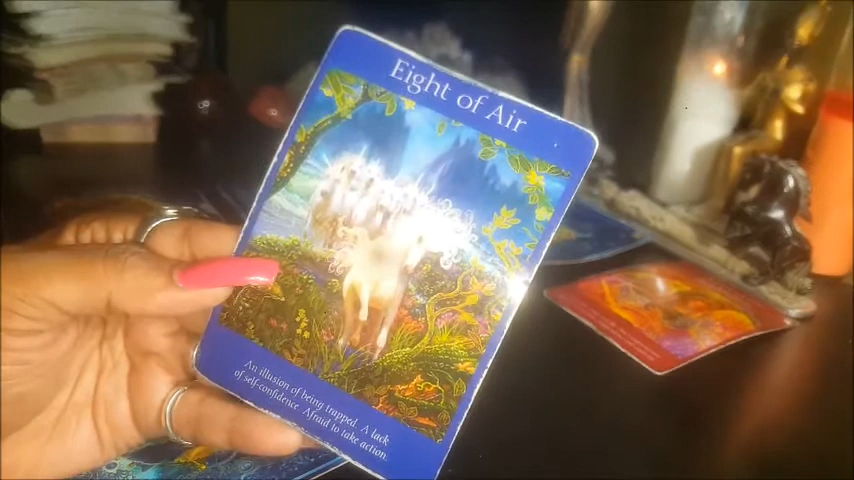 Eight of Air
An illusion of being trapped. A lack
of self-confidence. Afraid to take action.